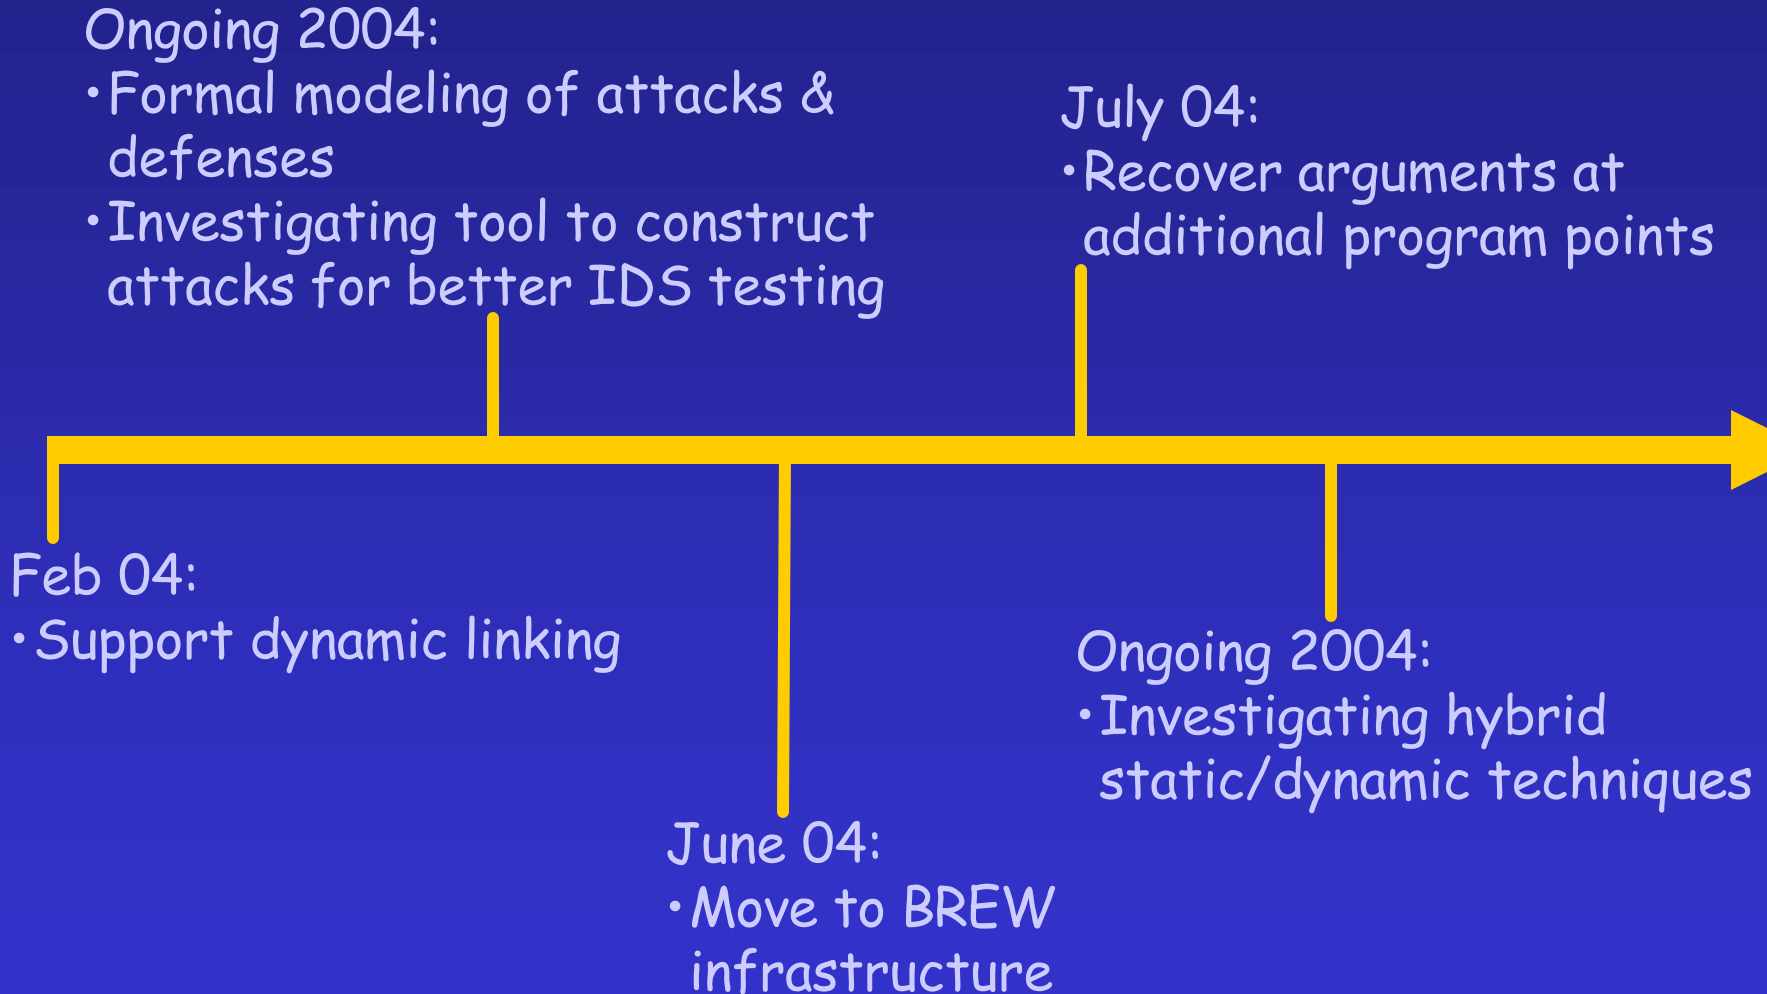 Ongoing 2004:
•Formal modeling of attacks &
defenses
•Investigating tool to construct
attacks for better IDS testing
July 04:
•Recover arguments at
additional program points
Feb 04:
•Support dynamic linking
Ongoing 2004:
•Investigating hybrid
static/dynamic techniques
June 04:
•Move to BREW
infrastructure